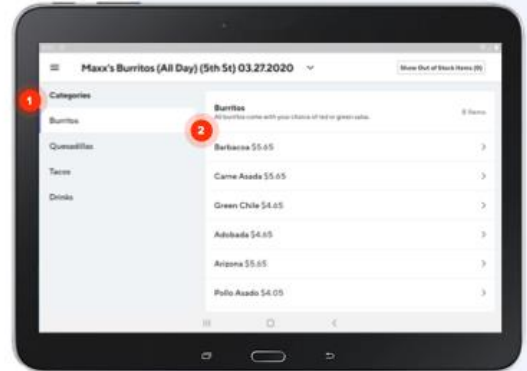 Maxx's Burritos (All Day) (5th St) 03.27.2020
Show Out of Stock Items (0)
1
Categories
Burritos
Quesadillas
Tacos
Drinks
2
Burritos
All burritos come with your choice of red or green salsa.
8 Items
Barbacoa $5.65
Carne Asada $5.65
Green Chile $4.65
Adobada $4.65
Arizona $5.65
Pollo Asado $4.05